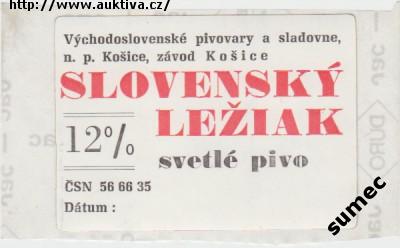 http://www.auktiva.cz/
Východoslovenské pivovary a sladovne,
n. p. Košice, závod Košice
SLOVENSKÝ
LEŽIAK
12%
svetlé pivo
ČSN 56 66 35
Dátum :
sumec